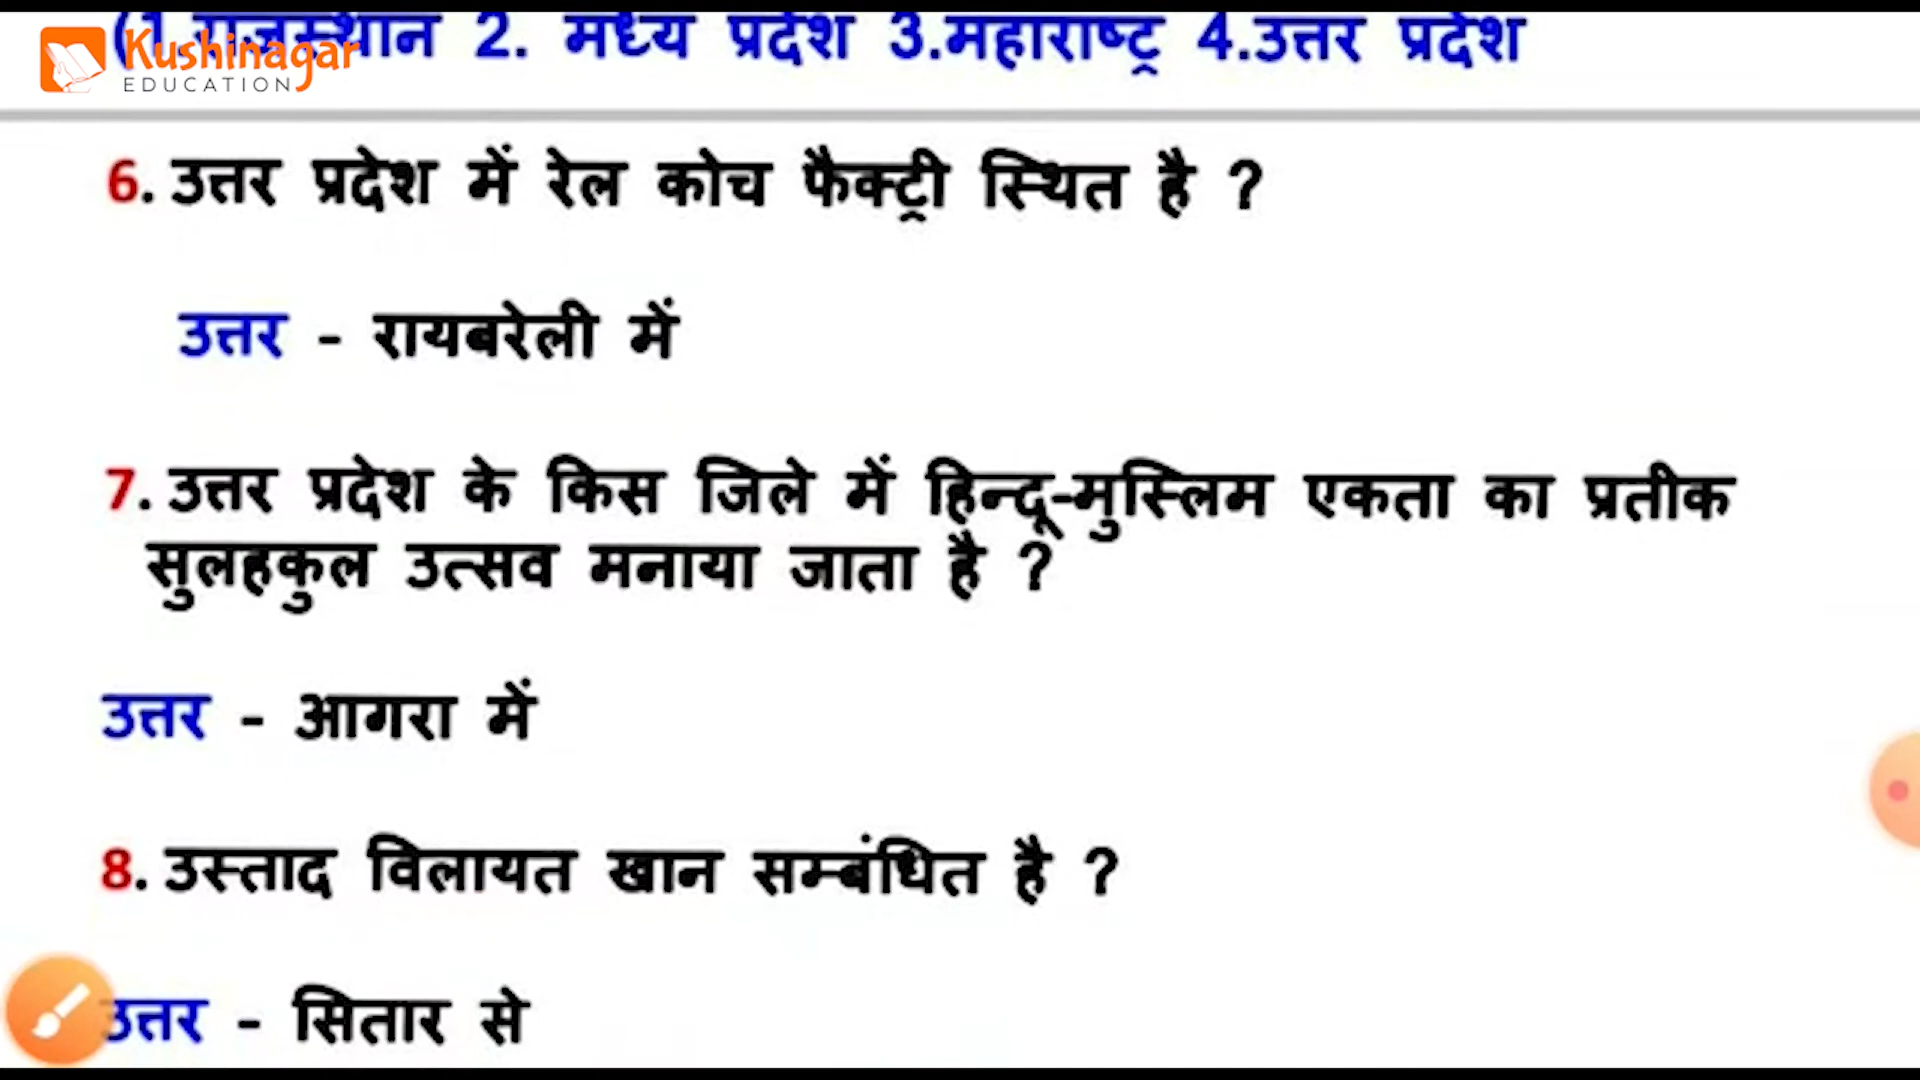 (1.राजस्थान 2. मध्य प्रदेश 3.महाराष्ट्र 4.उत्तर प्रदेश
Kushinagar
EDUCATION
6. उत्तर प्रदेश में रेल कोच फैक्ट्री स्थित है ?
उत्तर - रायबरेली में
7. उत्तर प्रदेश के किस जिले में हिन्दू-मुस्लिम एकता का प्रतीक
सुलहकुल उत्सव मनाया जाता है ?
उत्तर - आगरा में
8. उस्ताद विलायत खान सम्बंधित है ?
उत्तर - सितार से